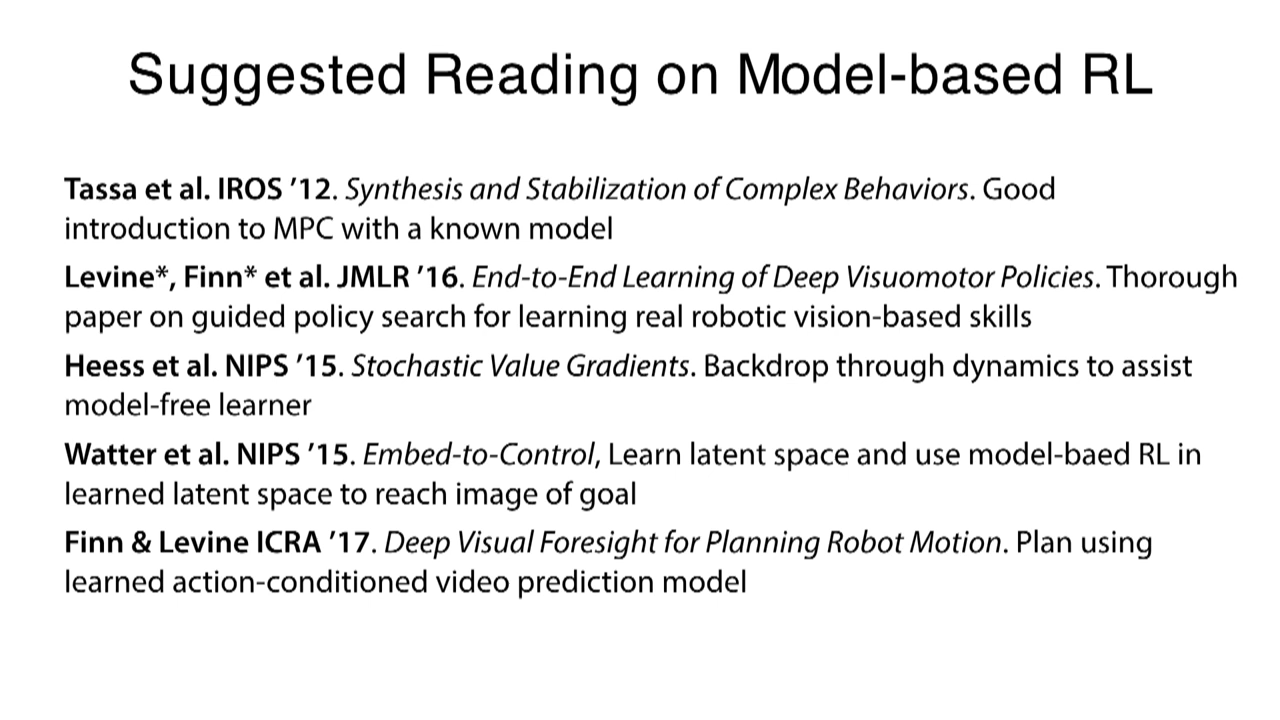 Suggested Reading on Model-based RL
Tassa et al. IROS ’12. Synthesis and Stabilization of Complex Behaviors. Good
introduction to MPC with a known model
Levine*, Finn* et al. JMLR ’16. End-to-End Learning of Deep Visuomotor Policies. Thorough
paper on guided policy search for learning real robotic vision-based skills
Heess et al. NIPS ’15. Stochastic Value Gradients. Backdrop through dynamics to assist
model-free learner
Watter et al. NIPS ’15. Embed-to-Control, Learn latent space and use model-baed RL in
learned latent space to reach image of goal
Finn & Levine ICRA ’17. Deep Visual Foresight for Planning Robot Motion. Plan using
learned action-conditioned video prediction model